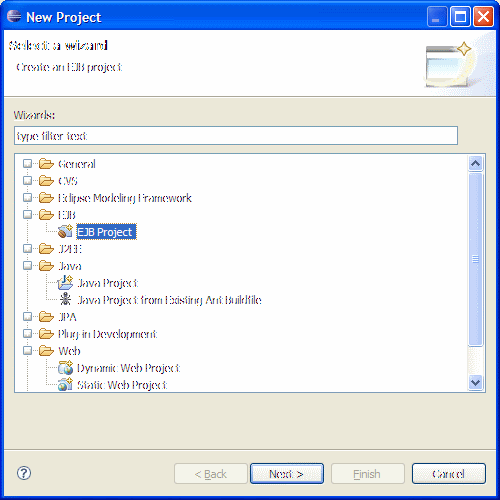 New Project
Select a wizard
Create an EJB project
Wizards:
type filter text
General
CVS
Eclipse Modeling Framework
EJB
EJB Project
J2EE
Java
Java Project
Java Project from Existing Ant Buildfile
JPA
Plug-in Development
Web
Dynamic Web Project
Static Web Project
? < Back Next > Finish Cancel